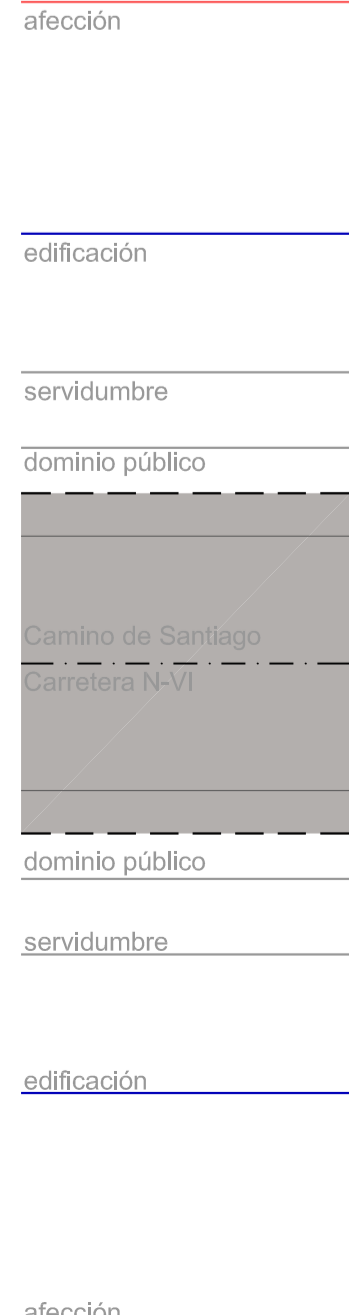 afección
edificación
servidumbre
dominio público
Camino de Santiago
Carretera N-VI
dominio público
servidumbre
edificación
afección